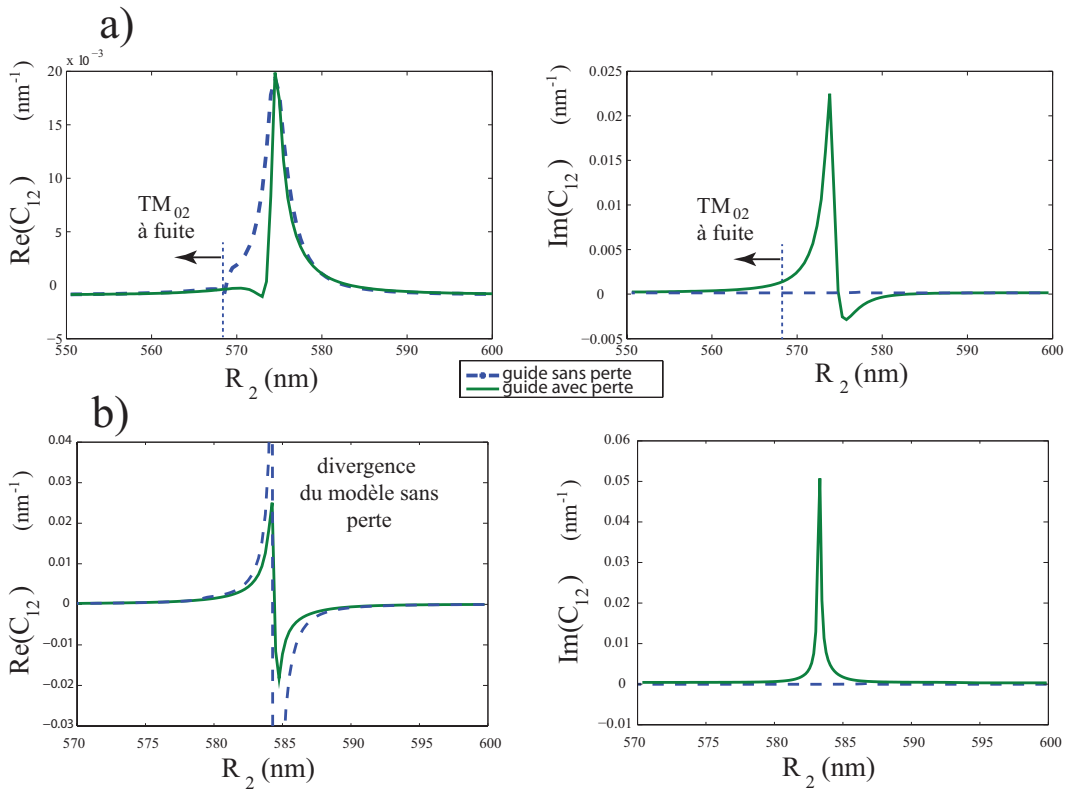 a)
x 10⁻³
20
15
10
5
0
−5
550
560
570
580
590
600
Re(C₁₂) (nm⁻¹)
R₂ (nm)
TM₀₂
à fuite
0.025
0.02
0.015
0.01
0.005
0
−0.005
550
560
570
580
590
600
Im(C₁₂) (nm⁻¹)
R₂ (nm)
TM₀₂
à fuite
guide sans perte
guide avec perte
b)
0.04
0.03
0.02
0.01
0
−0.01
−0.02
−0.03
570
575
580
585
590
595
600
Re(C₁₂) (nm⁻¹)
R₂ (nm)
divergence
du modèle sans
perte
0.06
0.05
0.04
0.03
0.02
0.01
0
−0.01
570
575
580
585
590
595
600
Im(C₁₂) (nm⁻¹)
R₂ (nm)